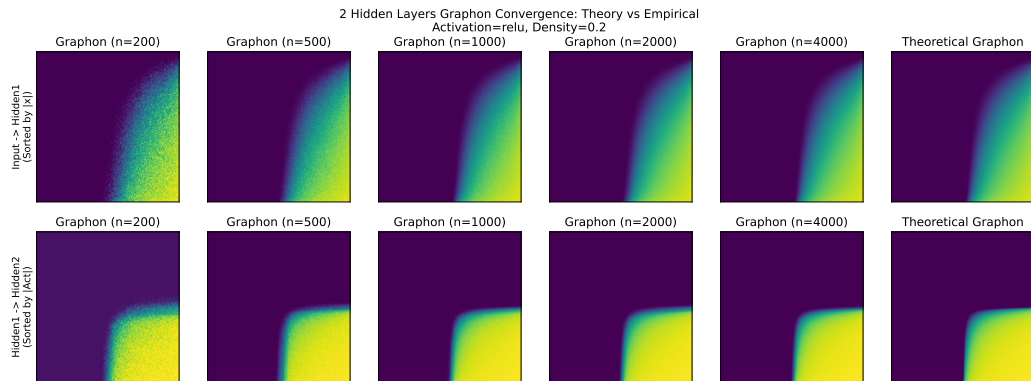 2 Hidden Layers Graphon Convergence: Theory vs Empirical
Activation=relu, Density=0.2
Graphon (n=200)
Graphon (n=500)
Graphon (n=1000)
Graphon (n=2000)
Graphon (n=4000)
Theoretical Graphon
Input -> Hidden1
(Sorted by |x|)
Graphon (n=200)
Graphon (n=500)
Graphon (n=1000)
Graphon (n=2000)
Graphon (n=4000)
Theoretical Graphon
Hidden1 -> Hidden2
(Sorted by |Act|)